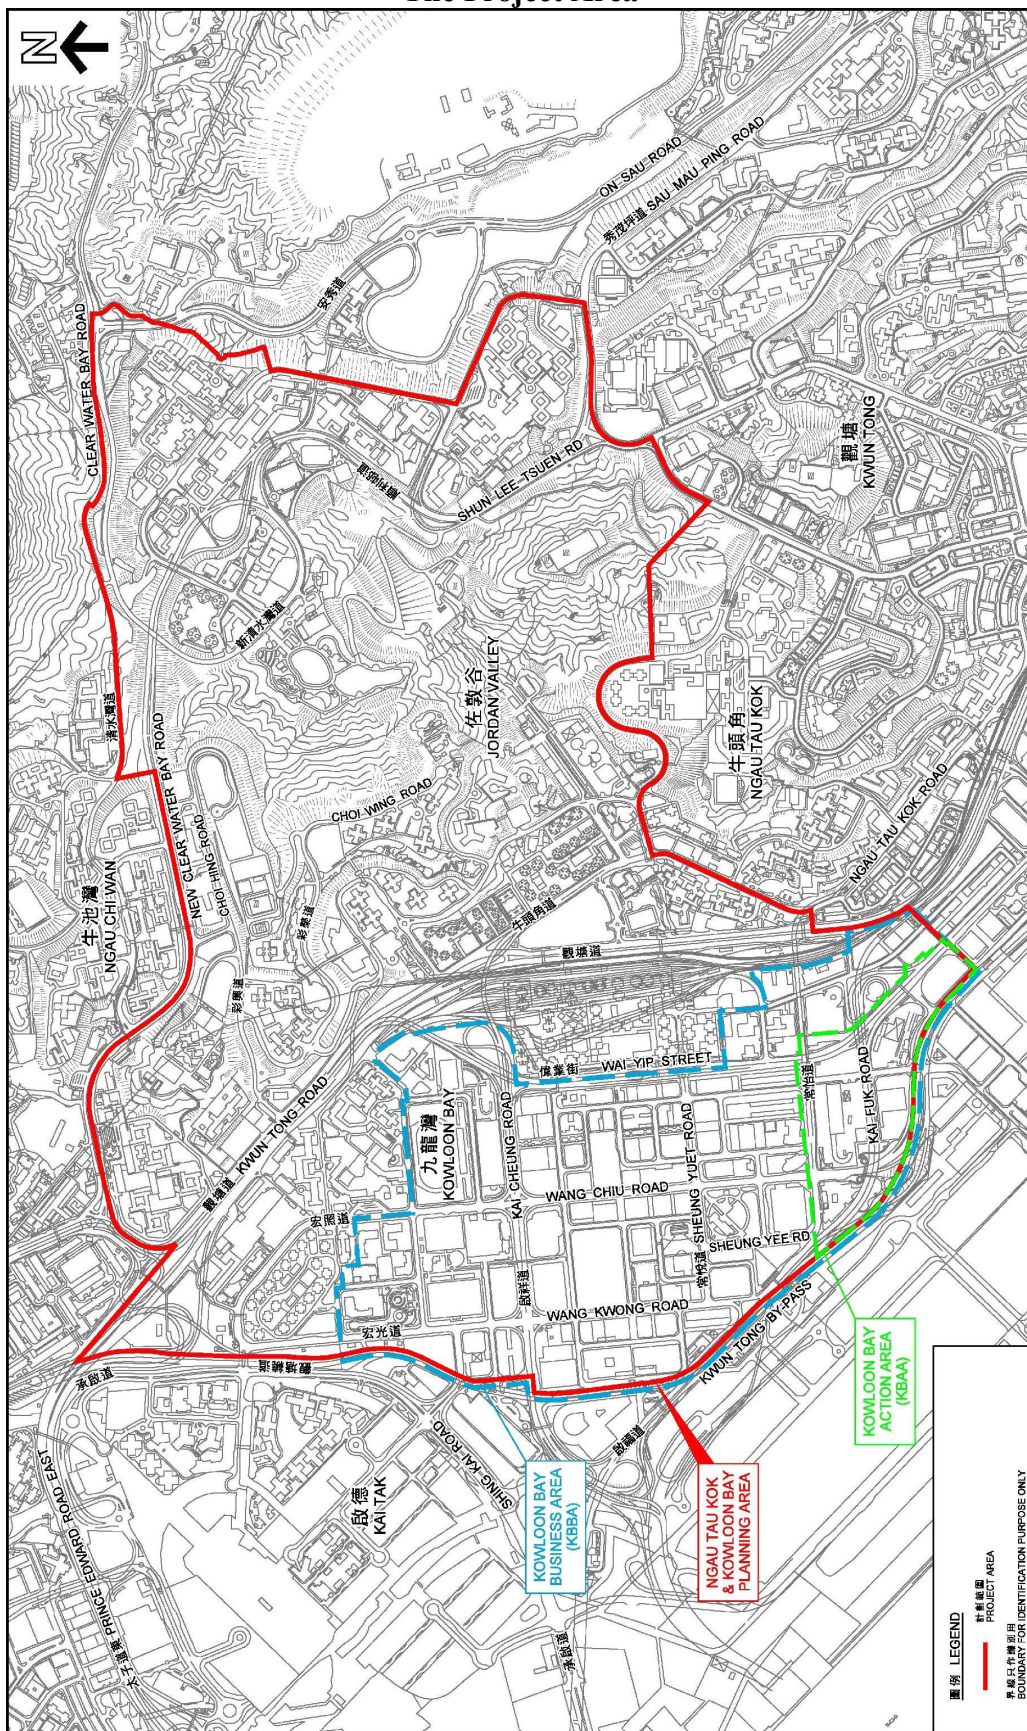 The Project Area
N
CLEAR WATER BAY ROAD
清水灣道
牛池灣
NGAU CHI WAN
NEW CLEAR WATER BAY ROAD
CHOI HING ROAD
彩興道
彩榮道
CHOI WING ROAD
新清水灣道
順利邨道
SHUN LEE TSUEN RD
安秀道
ON SAU ROAD
秀茂坪道 SAU MAU PING ROAD
佐敦谷
JORDAN VALLEY
觀塘
KWUN TONG
牛頭角
NGAU TAU KOK
NGAU TAU KOK ROAD
牛頭角道
觀塘道
觀塘道 KWUN TONG ROAD
宏照道
九龍灣
KOWLOON BAY
KAI CHEUNG ROAD
啟祥道
偉業街 WAI YIP STREET
WANG CHIU ROAD
常悅道 SHEUNG YUET ROAD
常怡道
KAI FUK ROAD
SHEUNG YEE RD
WANG KWONG ROAD
宏光道
KWUN TONG BY-PASS
觀塘繞道
承啟道
太子道東 PRINCE EDWARD ROAD EAST
啟德
KAI TAK
SHING KAI ROAD
啟福道
承啟道
KOWLOON BAY
BUSINESS AREA
(KBBA)
NGAU TAU KOK
& KOWLOON BAY
PLANNING AREA
KOWLOON BAY
ACTION AREA
(KBAA)
圖例 LEGEND
計劃範圍
PROJECT AREA
界線只作識別用
BOUNDARY FOR IDENTIFICATION PURPOSE ONLY